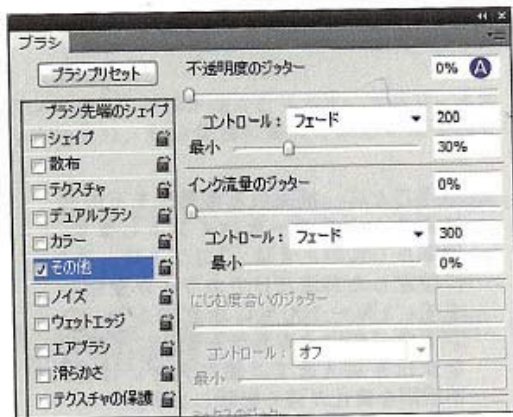 ブラシ
ブラシプリセット
ブラシ先端のシェイプ
シェイプ
散布
テクスチャ
デュアルブラシ
カラー
その他
ノイズ
ウェットエッジ
エアブラシ
滑らかさ
テクスチャの保護
不透明度のジッター 0% A
コントロール： フェード 200
最小 30%
インク流量のジッター 0%
コントロール： フェード 300
最小 0%
にじむ度合いのジッター
コントロール： オフ
最小